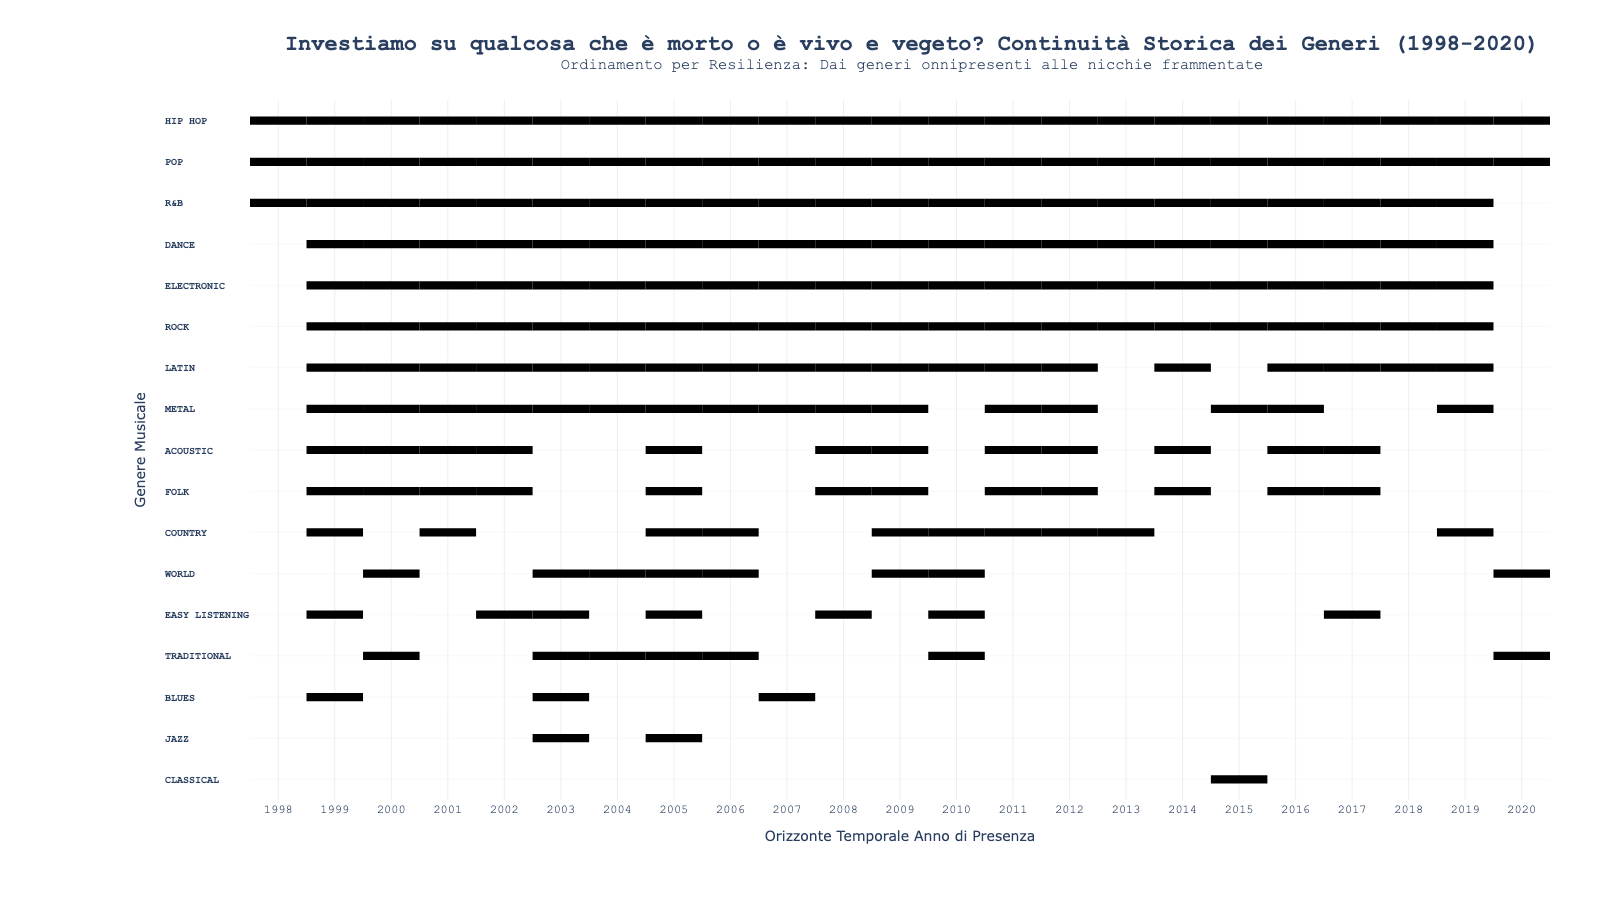 Investiamo su qualcosa che è morto o è vivo e vegeto? Continuità Storica dei Generi (1998-2020)
Ordinamento per Resilienza: Dai generi onnipresenti alle nicchie frammentate
Genere Musicale
HIP HOP
POP
R&B
DANCE
ELECTRONIC
ROCK
LATIN
METAL
ACOUSTIC
FOLK
COUNTRY
WORLD
EASY LISTENING
TRADITIONAL
BLUES
JAZZ
CLASSICAL
1998 1999 2000 2001 2002 2003 2004 2005 2006 2007 2008 2009 2010 2011 2012 2013 2014 2015 2016 2017 2018 2019 2020
Orizzonte Temporale Anno di Presenza